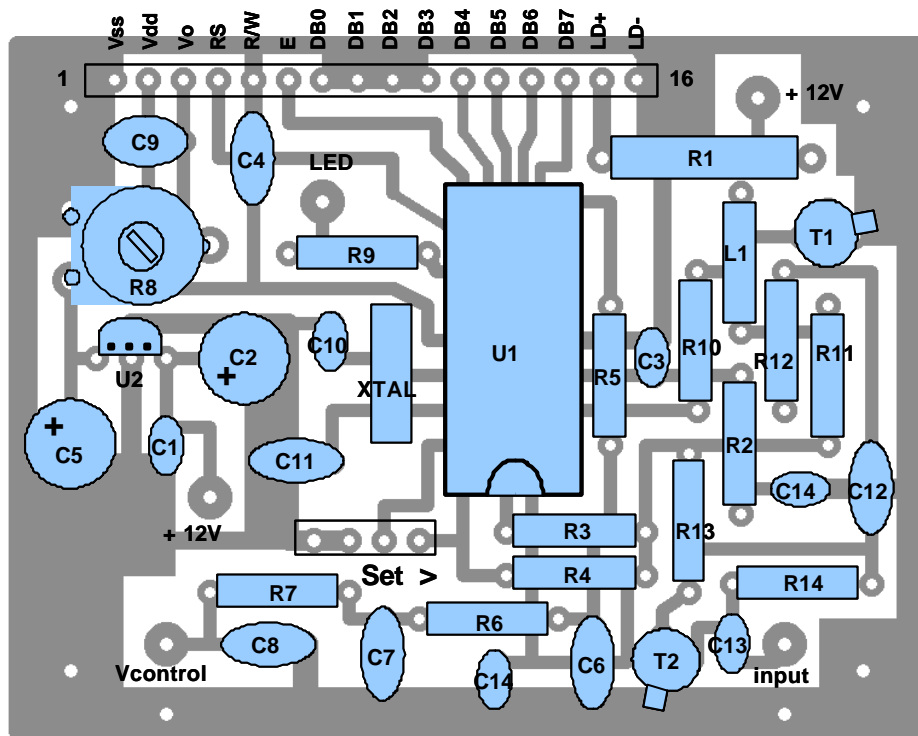 Vss Vdd Vo RS R/W E DB0 DB1 DB2 DB3 DB4 DB5 DB6 DB7 LD+ LD-
1 16
+ 12V
C9 C4 LED R1
T1
R9 L1
R8
C2 C10 U1 C3 R10 R12 R11
U2 XTAL R5
+
+
C5 C1 C11 R2
C14 C12
+ 12V R3 R13
Set > R4
R7 R14
R6
C8 C7 C6 T2 C13
Vcontrol C14 input